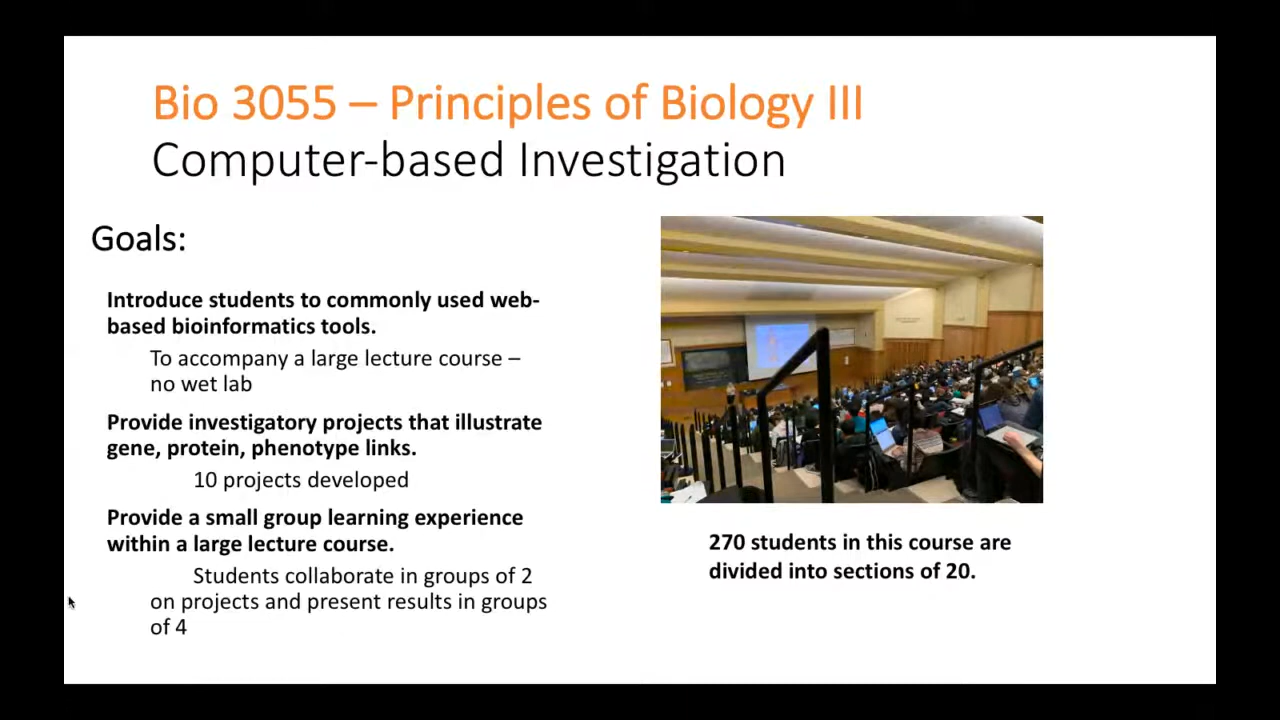 Bio 3055 – Principles of Biology III
Computer-based Investigation
Goals:
Introduce students to commonly used web-
based bioinformatics tools.
To accompany a large lecture course –
no wet lab
Provide investigatory projects that illustrate
gene, protein, phenotype links.
10 projects developed
Provide a small group learning experience
within a large lecture course.
Students collaborate in groups of 2
on projects and present results in groups
of 4
270 students in this course are
divided into sections of 20.